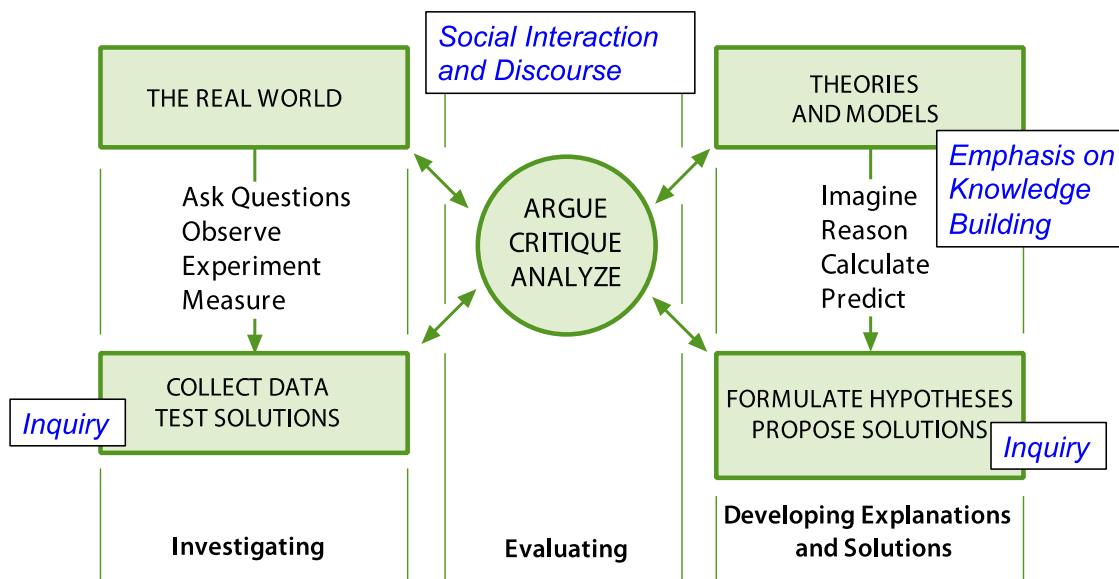 Social Interaction
and Discourse
THE REAL WORLD
THEORIES
AND MODELS
Emphasis on
Knowledge
Building
Ask Questions
Observe
Experiment
Measure
ARGUE
CRITIQUE
ANALYZE
Imagine
Reason
Calculate
Predict
COLLECT DATA
TEST SOLUTIONS
Inquiry
FORMULATE HYPOTHESES
PROPOSE SOLUTIONS
Inquiry
Investigating
Evaluating
Developing Explanations
and Solutions